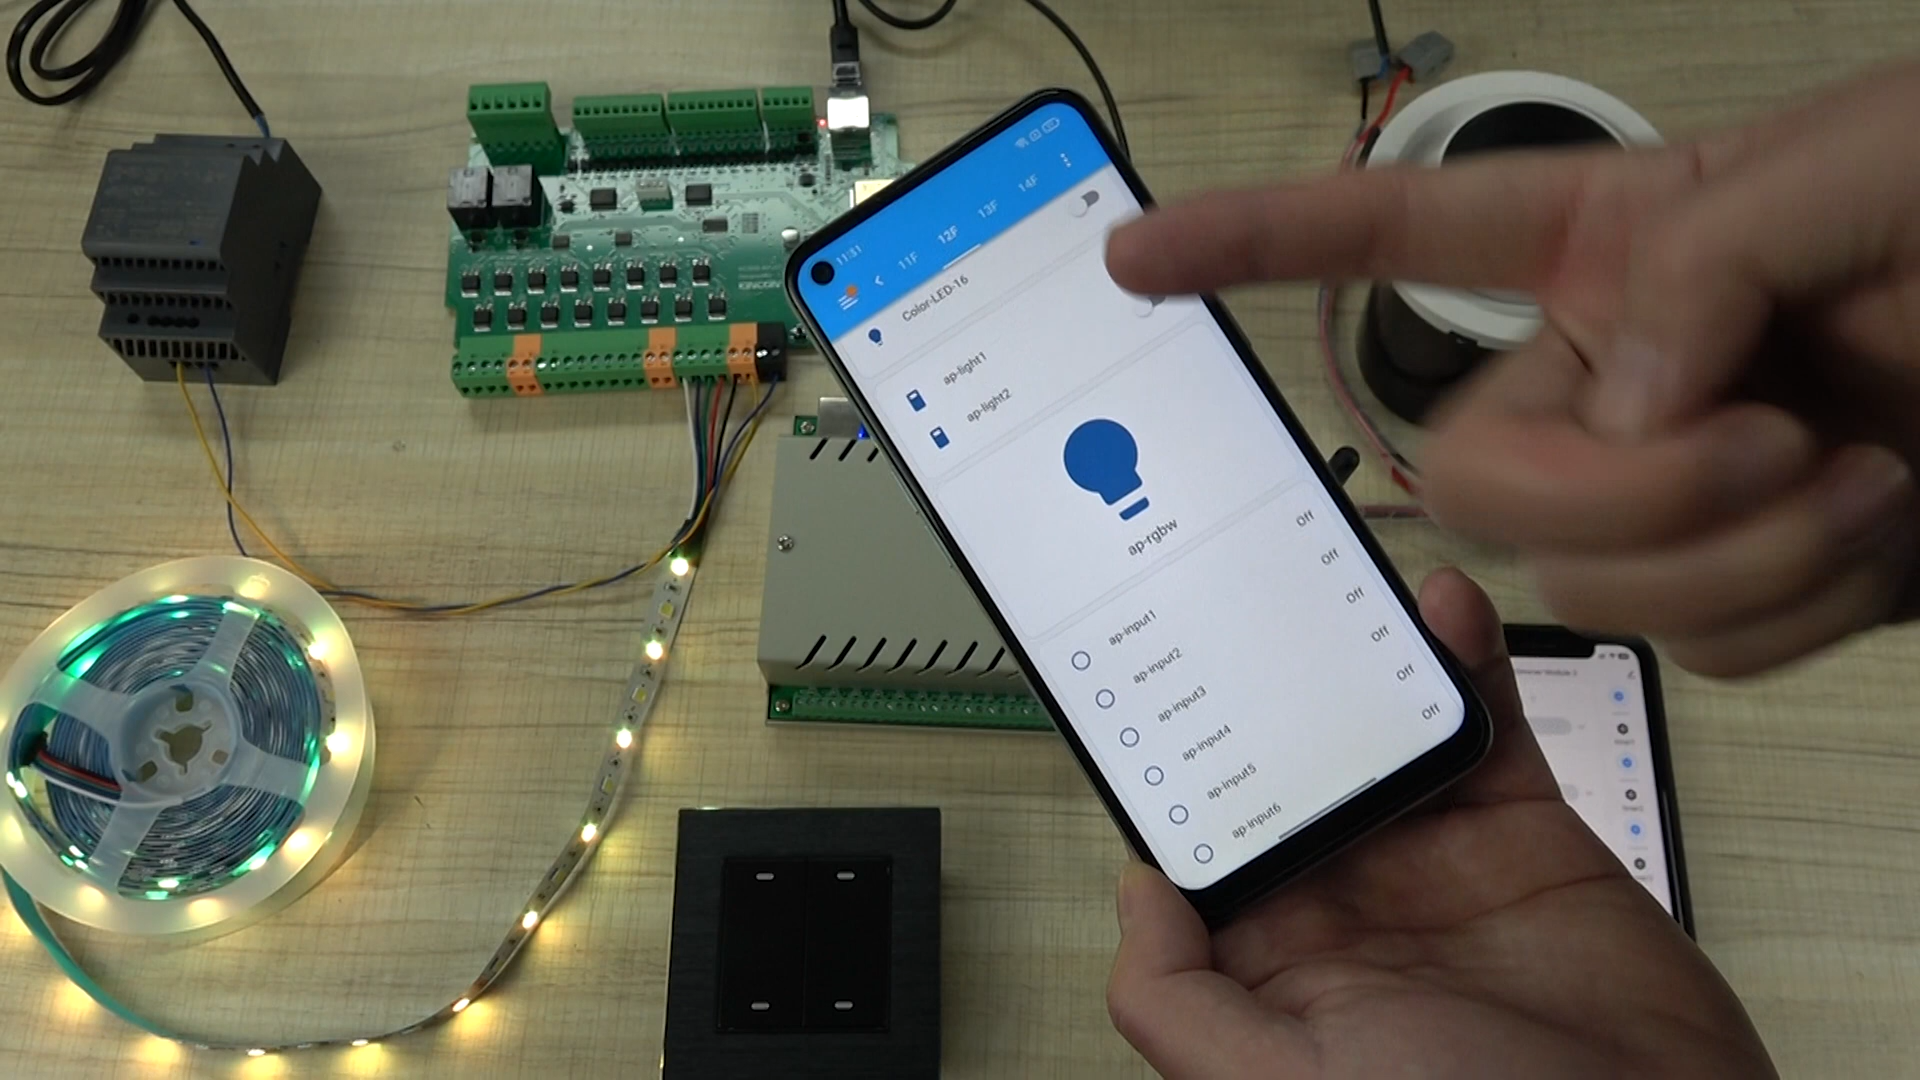 11:31
11F 12F 13F 14F
Color-LED-16
ap-light1
ap-light2
ap-rgbw
ap-input1 Off
ap-input2 Off
ap-input3 Off
ap-input4 Off
ap-input5 Off
ap-input6 Off